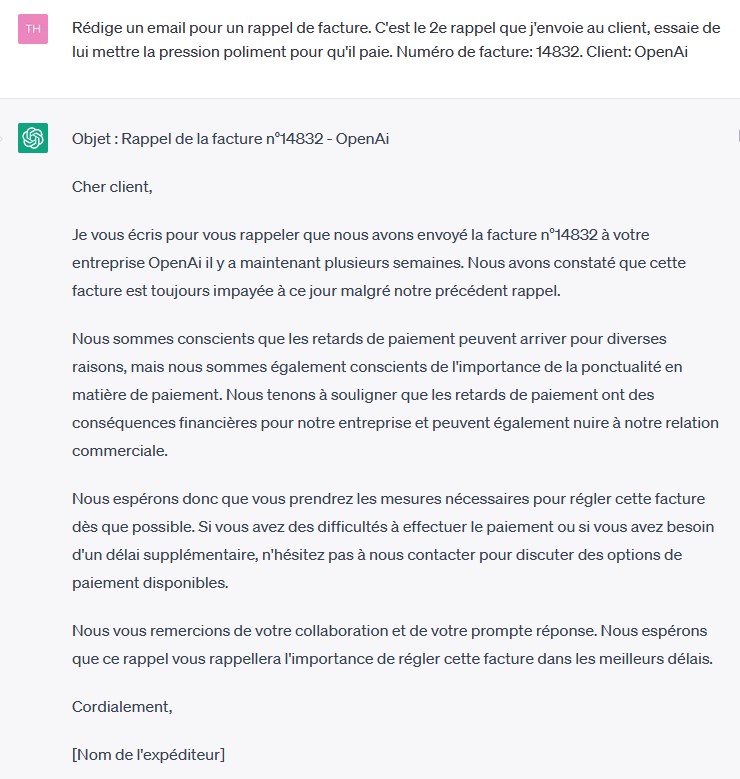 TH
Rédige un email pour un rappel de facture. C'est le 2e rappel que j'envoie au client, essaie de
lui mettre la pression poliment pour qu'il paie. Numéro de facture: 14832. Client: OpenAi
Objet : Rappel de la facture n°14832 - OpenAi
Cher client,
Je vous écris pour vous rappeler que nous avons envoyé la facture n°14832 à votre
entreprise OpenAi il y a maintenant plusieurs semaines. Nous avons constaté que cette
facture est toujours impayée à ce jour malgré notre précédent rappel.
Nous sommes conscients que les retards de paiement peuvent arriver pour diverses
raisons, mais nous sommes également conscients de l'importance de la ponctualité en
matière de paiement. Nous tenons à souligner que les retards de paiement ont des
conséquences financières pour notre entreprise et peuvent également nuire à notre relation
commerciale.
Nous espérons donc que vous prendrez les mesures nécessaires pour régler cette facture
dès que possible. Si vous avez des difficultés à effectuer le paiement ou si vous avez besoin
d'un délai supplémentaire, n'hésitez pas à nous contacter pour discuter des options de
paiement disponibles.
Nous vous remercions de votre collaboration et de votre prompte réponse. Nous espérons
que ce rappel vous rappellera l'importance de régler cette facture dans les meilleurs délais.
Cordialement,
[Nom de l'expéditeur]